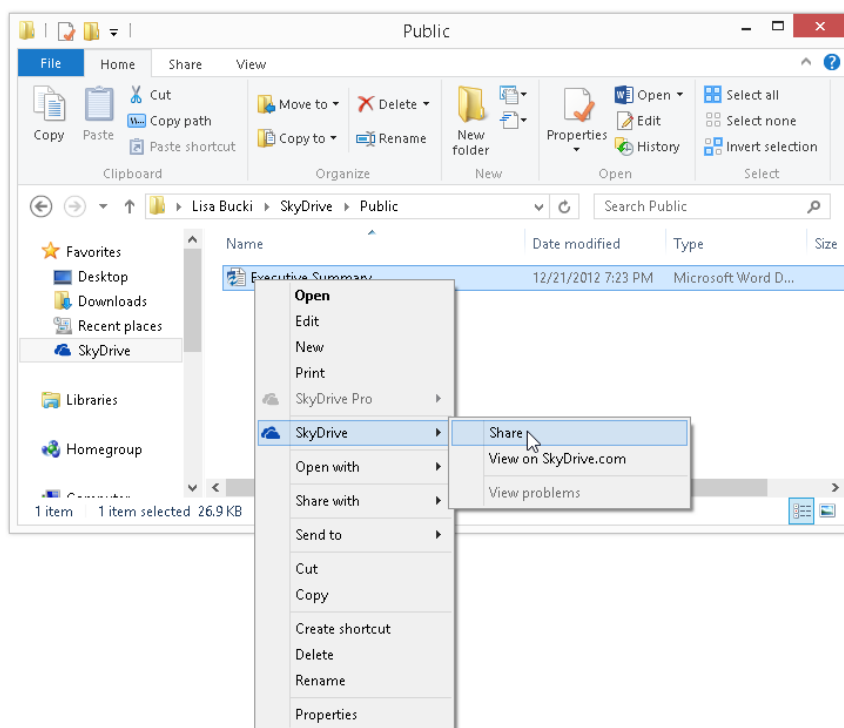 Public
File Home Share View
Copy
Paste
Cut
Copy path
Paste shortcut
Clipboard
Move to
Copy to
Delete
Rename
Organize
New
folder
New
Properties
Open
Edit
History
Open
Select all
Select none
Invert selection
Select
Lisa Bucki SkyDrive Public
Search Public
Favorites
Desktop
Downloads
Recent places
SkyDrive
Libraries
Homegroup
Computer
Name Date modified Type Size
Executive Summary 12/21/2012 7:23 PM Microsoft Word D...
Open
Edit
New
Print
SkyDrive Pro
SkyDrive
Open with
Share with
Send to
Cut
Copy
Create shortcut
Delete
Rename
Properties
Share
View on SkyDrive.com
View problems
1 item 1 item selected 26.9 KB